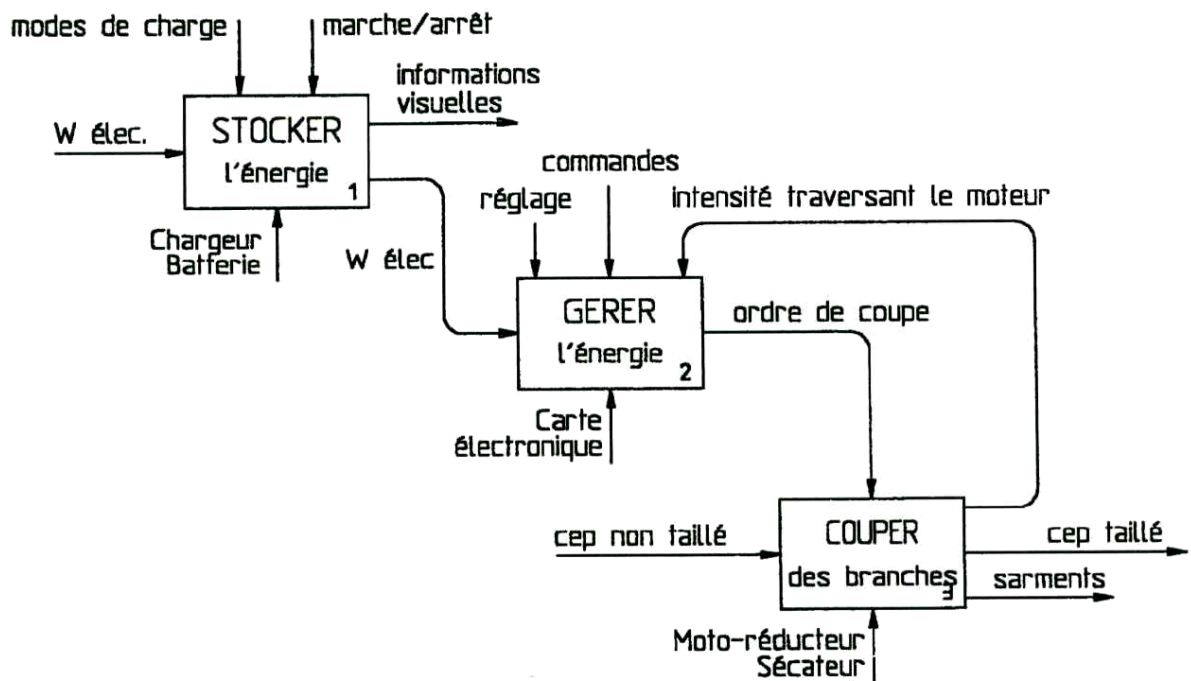 modes de charge
marche/arrêt
informations
visuelles
W élec.
STOCKER
l'énergie
1
Chargeur
Batterie
W élec
commandes
réglage
intensité traversant le moteur
GERER
l'énergie
2
ordre de coupe
Carte
électronique
cep non taillé
COUPER
des branches
3
cep taillé
sarments
Moto-réducteur
Sécateur